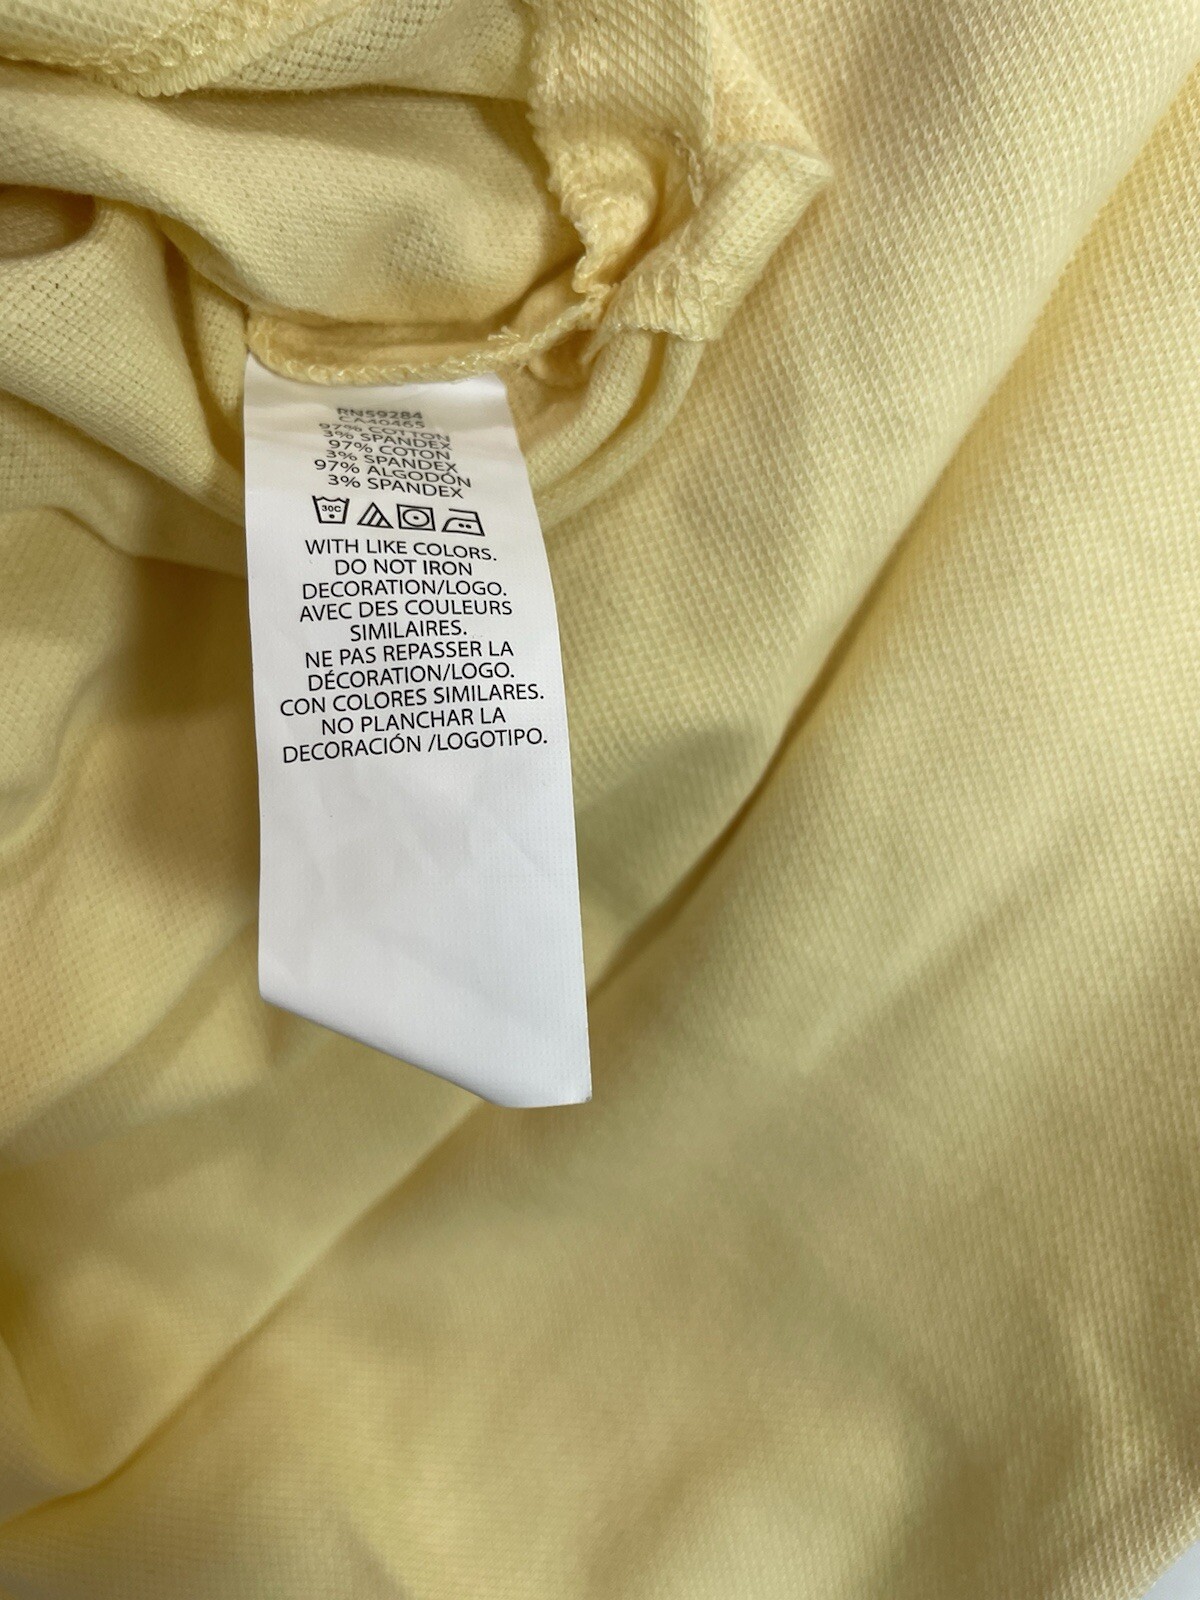 RN59284
CA40465
97% COTTON
3% SPANDEX
97% COTON
3% SPANDEX
97% ALGODÓN
3% SPANDEX
30C
WITH LIKE COLORS.
DO NOT IRON
DECORATION/LOGO.
AVEC DES COULEURS
SIMILAIRES.
NE PAS REPASSER LA
DÉCORATION/LOGO.
CON COLORES SIMILARES.
NO PLANCHAR LA
DECORACIÓN /LOGOTIPO.